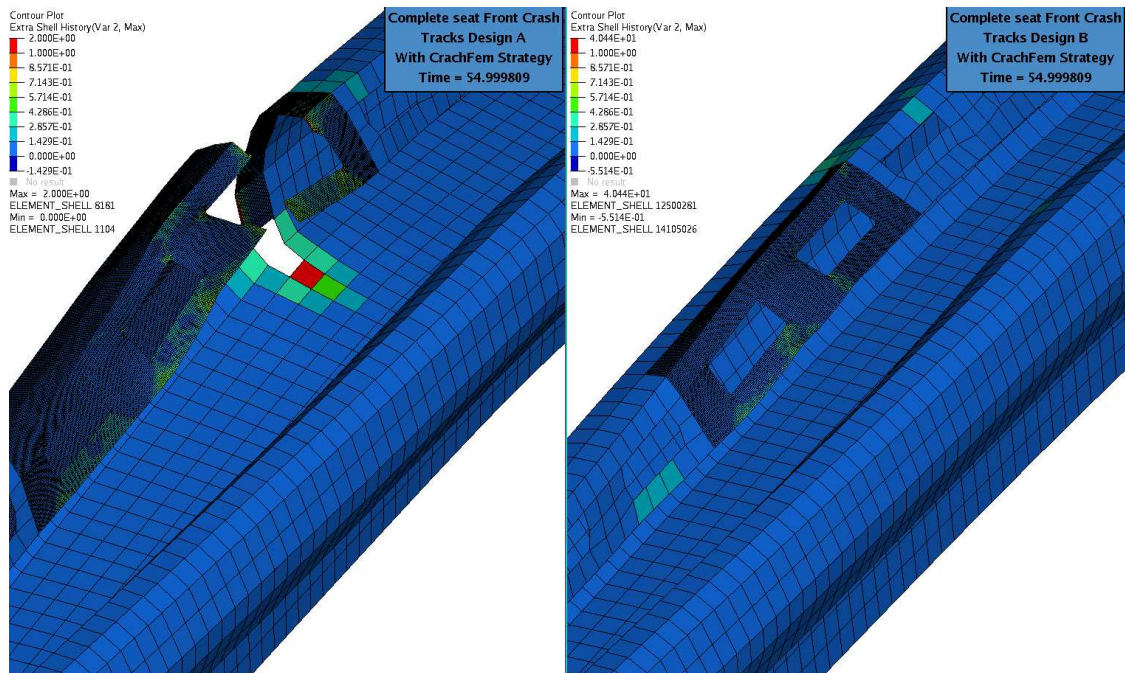 Contour Plot
Extra Shell History(Var 2, Max)
2.000E+00
1.000E+00
8.571E-01
7.143E-01
5.714E-01
4.286E-01
2.857E-01
1.429E-01
0.000E+00
-1.429E-01
No result
Max = 2.000E+00
ELEMENT_SHELL 8181
Min = 0.000E+00
ELEMENT_SHELL 1104
Complete seat Front Crash
Tracks Design A
With CrachFem Strategy
Time = 54.999809
Contour Plot
Extra Shell History(Var 2, Max)
4.044E+01
1.000E+00
8.571E-01
7.143E-01
5.714E-01
4.286E-01
2.857E-01
1.429E-01
0.000E+00
-5.514E-01
No result
Max = 4.044E+01
ELEMENT_SHELL 12500281
Min = -5.514E-01
ELEMENT_SHELL 14105026
Complete seat Front Crash
Tracks Design B
With CrachFem Strategy
Time = 54.999809